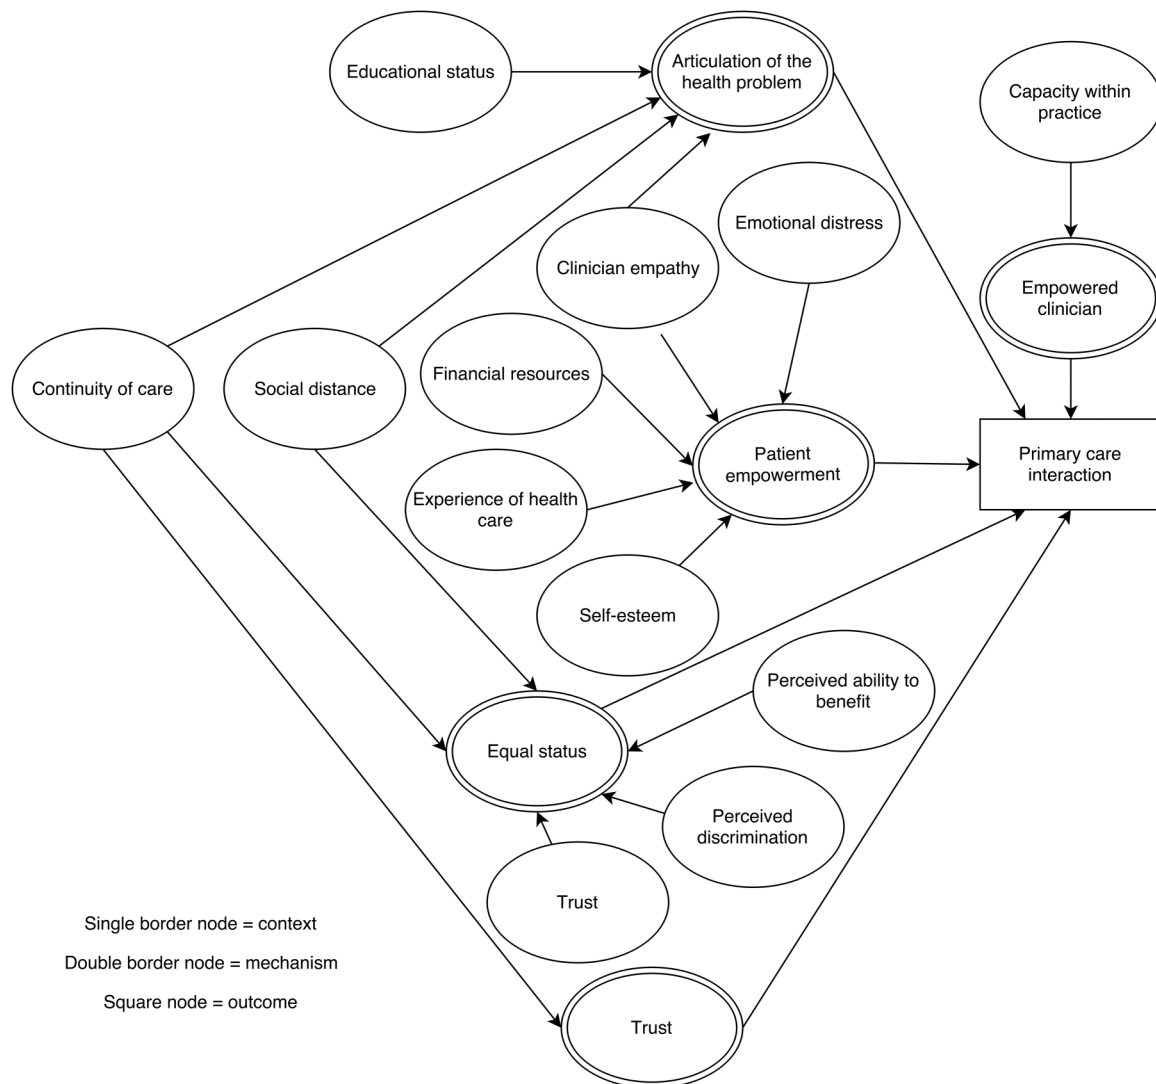 Educational status
Articulation of the
health problem
Capacity within
practice
Emotional distress
Clinician empathy
Empowered
clinician
Continuity of care
Social distance
Financial resources
Patient
empowerment
Primary care
interaction
Experience of health
care
Self-esteem
Perceived ability to
benefit
Equal status
Perceived
discrimination
Trust
Single border node = context
Double border node = mechanism
Square node = outcome
Trust